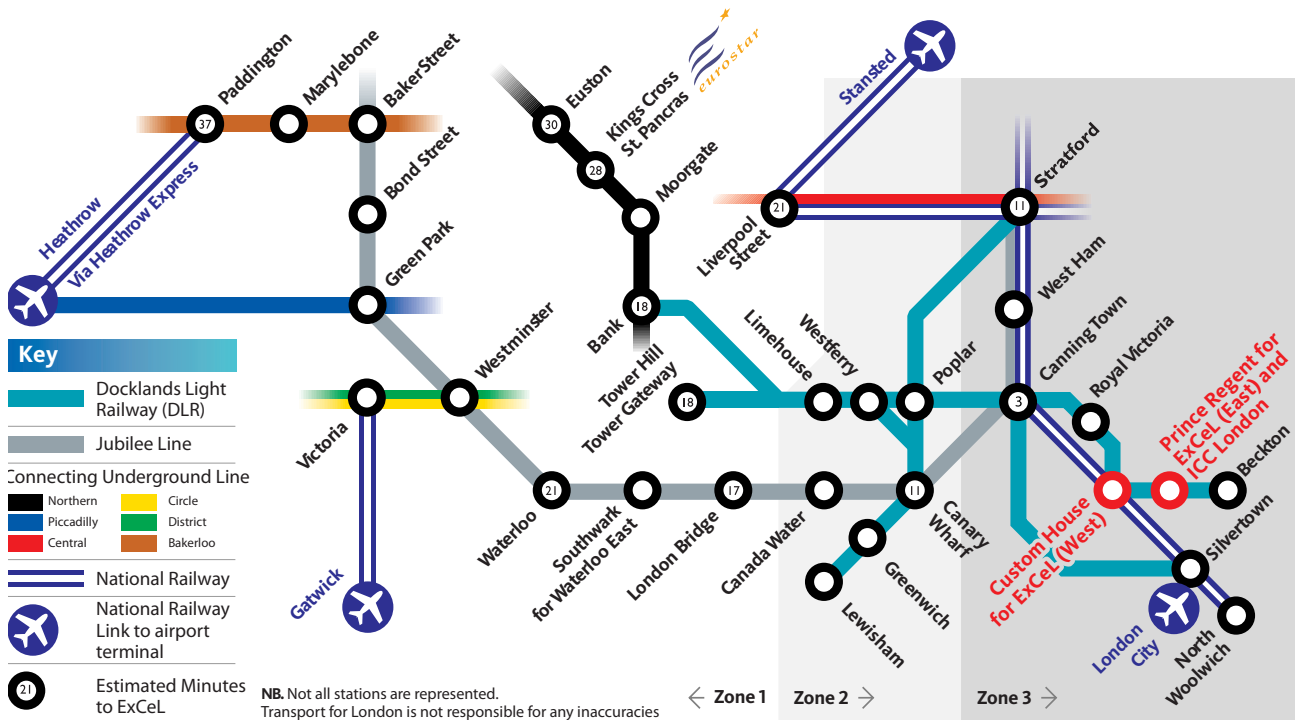 Paddington
Marylebone
BakerStreet
Bond Street
Green Park
Heathrow
Via Heathrow Express
37
Euston
30
Kings Cross
St. Pancras
28
eurostar
Moorgate
Bank
18
Stansted
Liverpool
Street
21
Stratford
11
West Ham
Canning Town
3
Royal Victoria
Prince Regent for
ExCeL (East) and
ICC London
Beckton
Limehouse
Westferry
Poplar
Tower Hill
Tower Gateway
18
Westminster
Victoria
Gatwick
Waterloo
21
Southwark
for Waterloo East
London Bridge
17
Canada Water
Canary
Wharf
11
Greenwich
Lewisham
Custom House
for ExCeL (West)
Silvertown
London
City
North
Woolwich
Key
Docklands Light
Railway (DLR)
Jubilee Line
Connecting Underground Line
Northern
Circle
Piccadilly
District
Central
Bakerloo
National Railway
National Railway
Link to airport
terminal
21
Estimated Minutes
to ExCeL
NB. Not all stations are represented.
Transport for London is not responsible for any inaccuracies
Zone 1
Zone 2
Zone 3